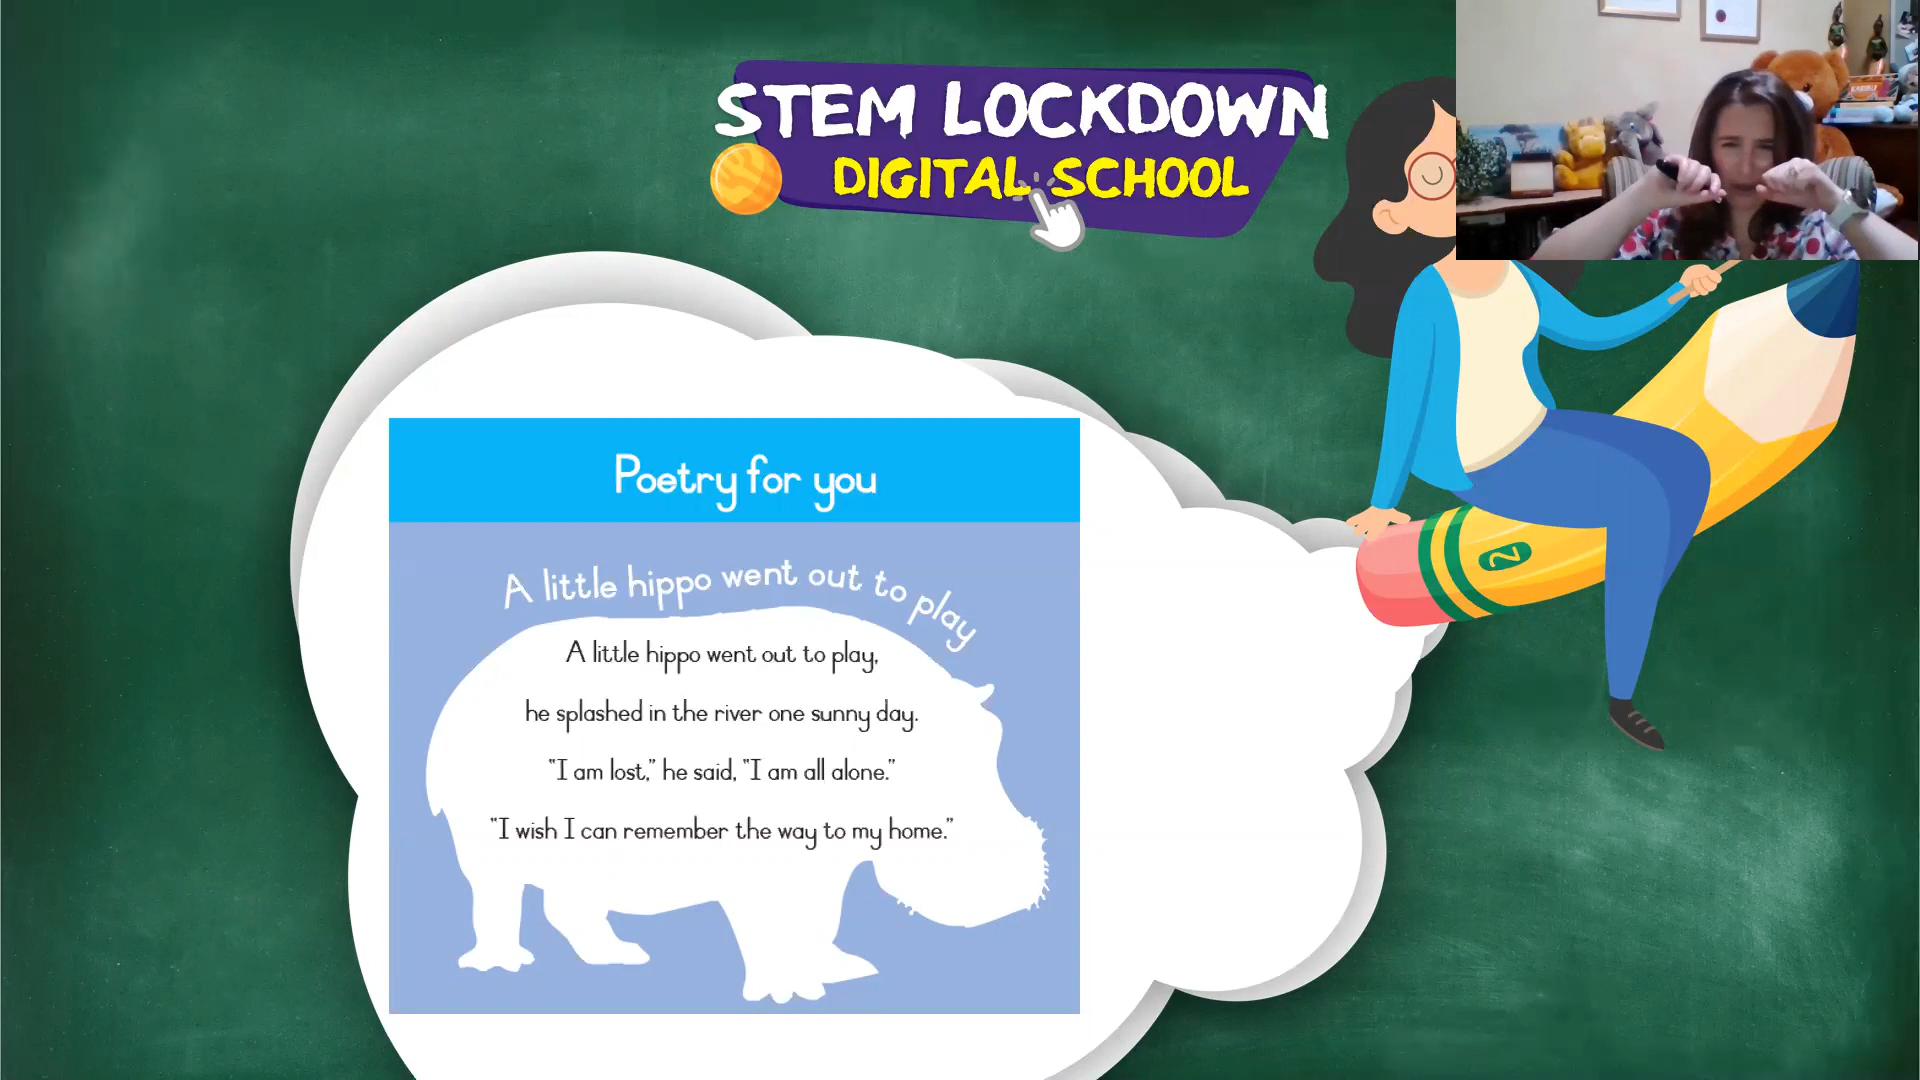 STEM LOCKDOWN
DIGITAL SCHOOL
Poetry for you
A little hippo went out to play
A little hippo went out to play,
he splashed in the river one sunny day.
“I am lost,” he said, “I am all alone.”
“I wish I can remember the way to my home.”
2